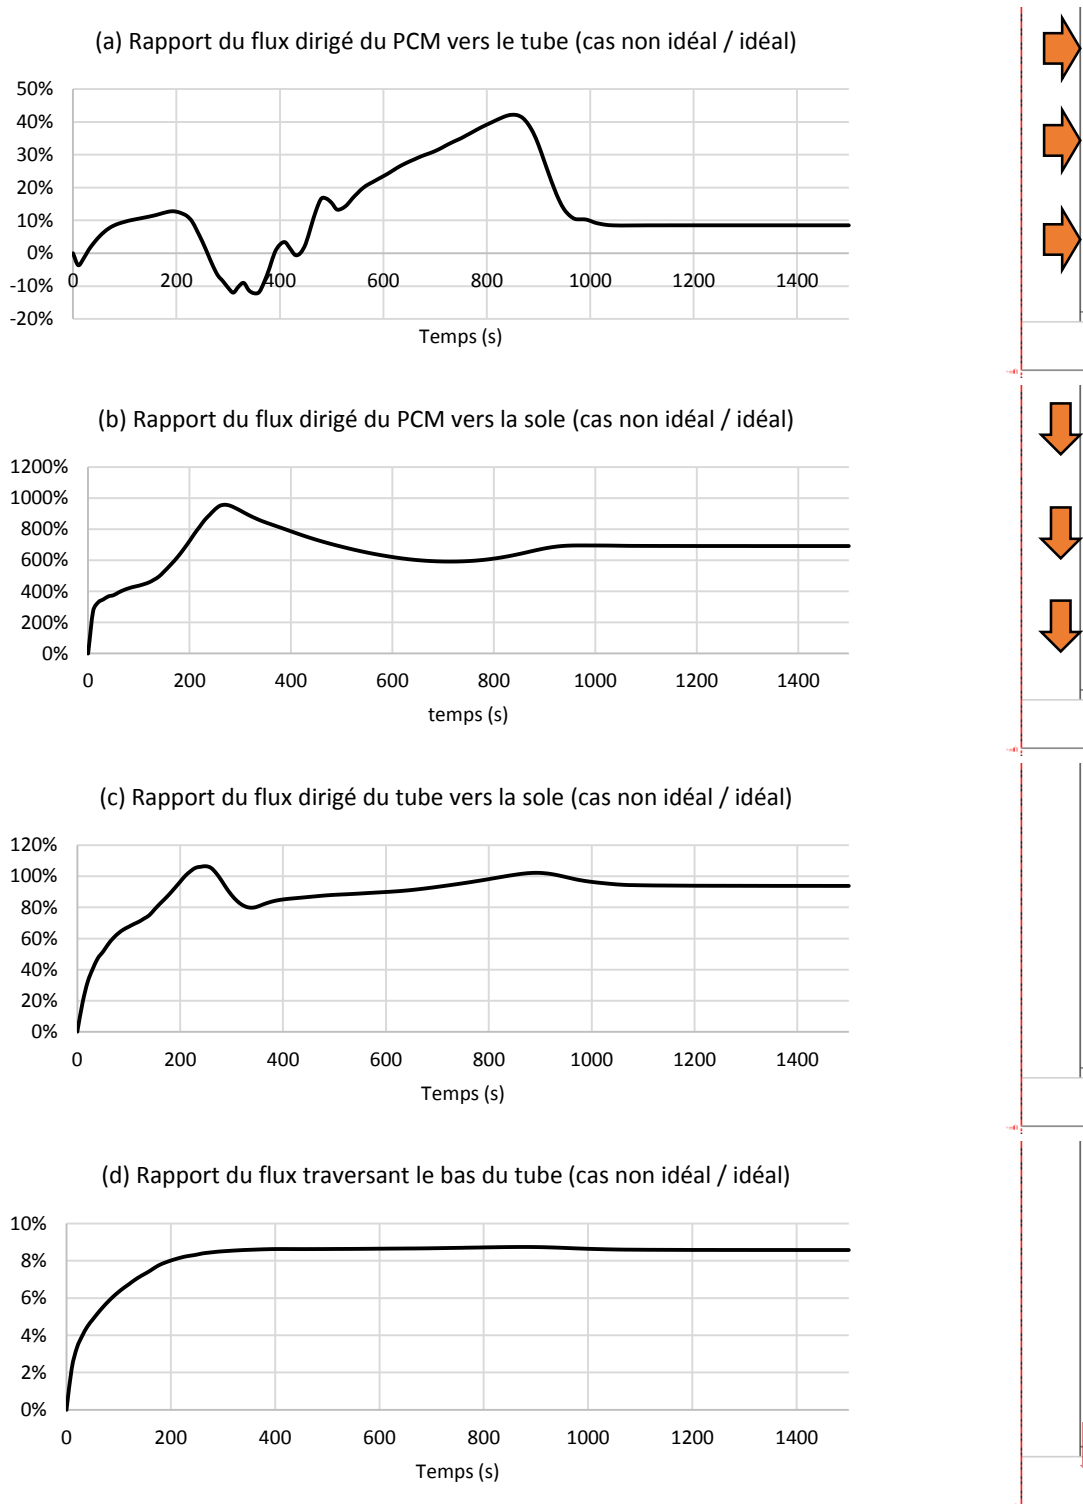 (a) Rapport du flux dirigé du PCM vers le tube (cas non idéal / idéal)
50%
40%
30%
20%
10%
0%
-10%
-20%
0 200 400 600 800 1000 1200 1400
Temps (s)
(b) Rapport du flux dirigé du PCM vers la sole (cas non idéal / idéal)
1200%
1000%
800%
600%
400%
200%
0%
0 200 400 600 800 1000 1200 1400
temps (s)
(c) Rapport du flux dirigé du tube vers la sole (cas non idéal / idéal)
120%
100%
80%
60%
40%
20%
0%
0 200 400 600 800 1000 1200 1400
Temps (s)
(d) Rapport du flux traversant le bas du tube (cas non idéal / idéal)
10%
8%
6%
4%
2%
0%
0 200 400 600 800 1000 1200 1400
Temps (s)